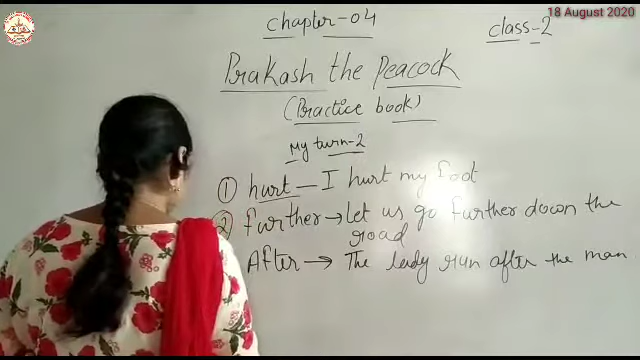 18 August 2020
Chapter-04
class-2
Prakash the Peacock
(Practice book)
My turn-2
① hurt — I hurt my foot
② further → Let us go further down the
road
After → The lady run after the man